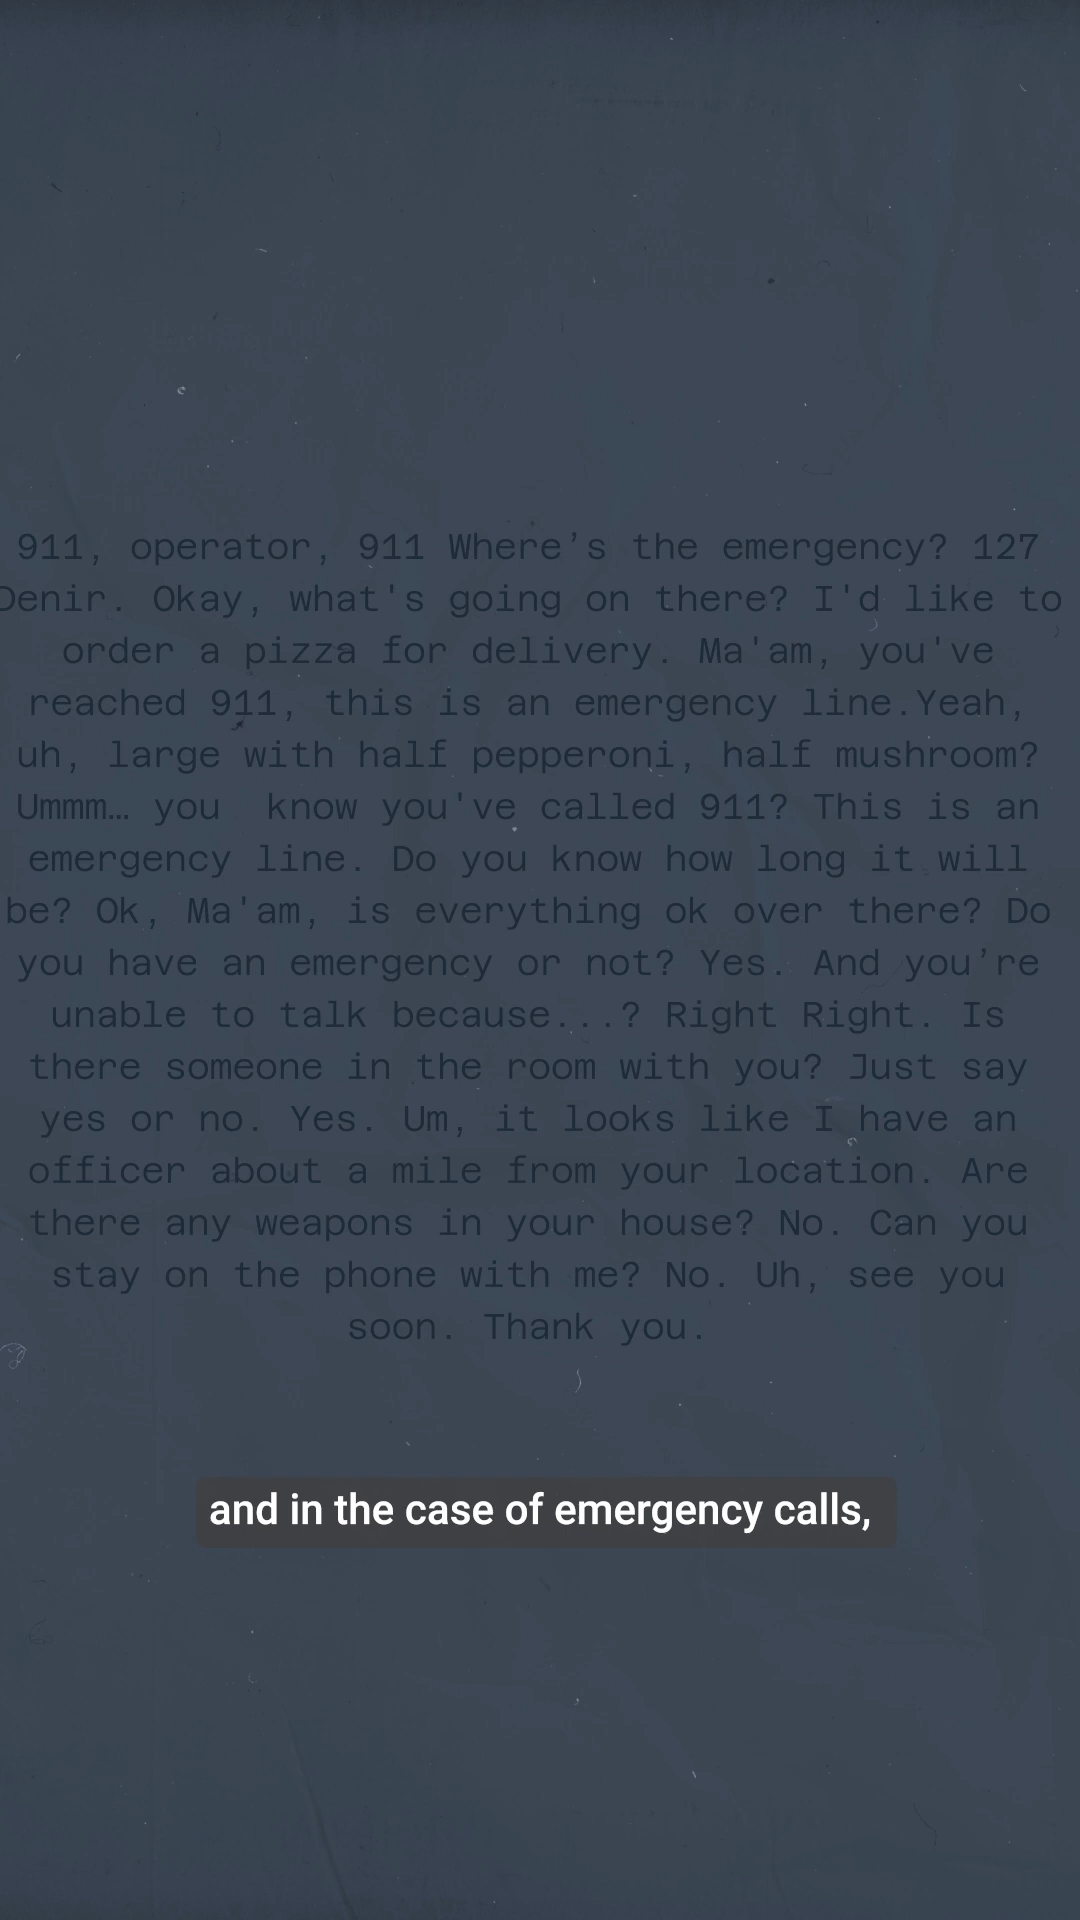 911, operator, 911 Where’s the emergency? 127
Denir. Okay, what's going on there? I'd like to
order a pizza for delivery. Ma'am, you've
reached 911, this is an emergency line.Yeah,
uh, large with half pepperoni, half mushroom?
Ummm… you  know you've called 911? This is an
emergency line. Do you know how long it will
be? Ok, Ma'am, is everything ok over there? Do
you have an emergency or not? Yes. And you’re
unable to talk because...? Right Right. Is
there someone in the room with you? Just say
yes or no. Yes. Um, it looks like I have an
officer about a mile from your location. Are
there any weapons in your house? No. Can you
stay on the phone with me? No. Uh, see you
soon. Thank you.
and in the case of emergency calls,